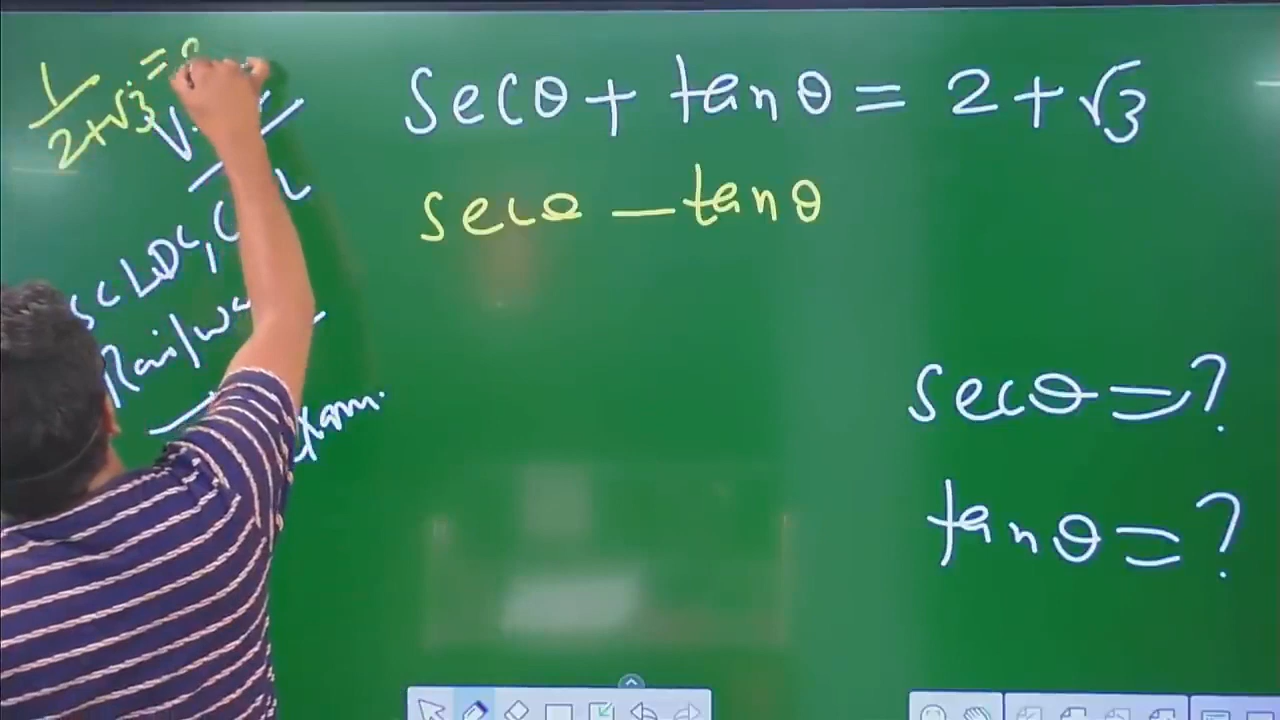 1/2+√3 =
secθ + tanθ = 2 + √3
secθ − tanθ
secθ = ?
tanθ = ?